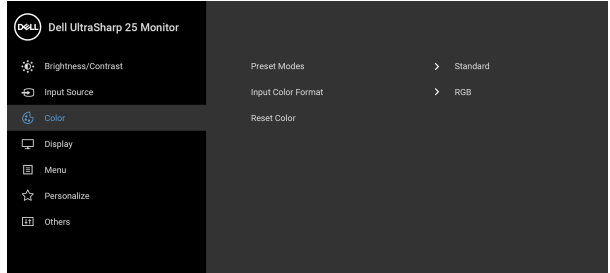 DELL Dell UltraSharp 25 Monitor
Brightness/Contrast
Preset Modes Standard
Input Source
Input Color Format RGB
Color
Reset Color
Display
Menu
Personalize
Others